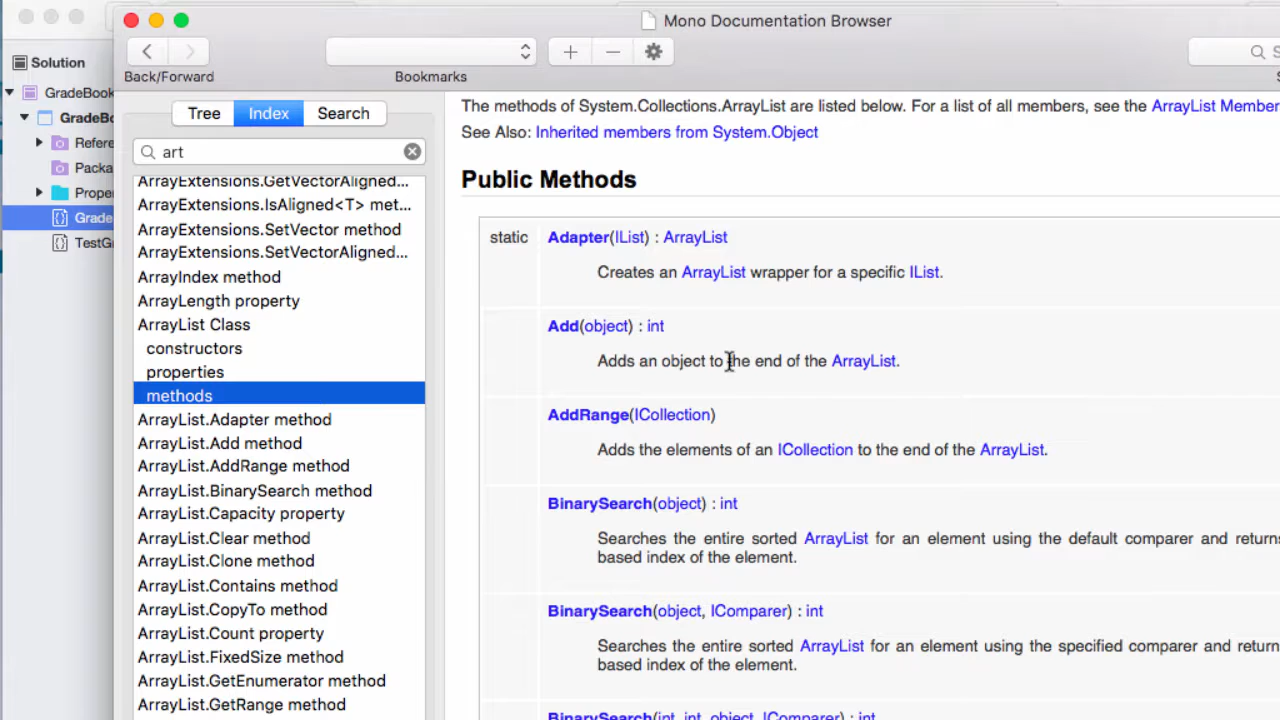 Mono Documentation Browser
Back/Forward
Bookmarks
Solution
GradeBook
GradeBo
Refere
Packa
Proper
Grade
TestG
Tree
Index
Search
art
ArrayExtensions.GetVectorAligned...
ArrayExtensions.IsAligned<T> met...
ArrayExtensions.SetVector method
ArrayExtensions.SetVectorAligned...
ArrayIndex method
ArrayLength property
ArrayList Class
constructors
properties
methods
ArrayList.Adapter method
ArrayList.Add method
ArrayList.AddRange method
ArrayList.BinarySearch method
ArrayList.Capacity property
ArrayList.Clear method
ArrayList.Clone method
ArrayList.Contains method
ArrayList.CopyTo method
ArrayList.Count property
ArrayList.FixedSize method
ArrayList.GetEnumerator method
ArrayList.GetRange method
The methods of System.Collections.ArrayList are listed below. For a list of all members, see the ArrayList Member
See Also: Inherited members from System.Object
Public Methods
static Adapter(IList) : ArrayList
Creates an ArrayList wrapper for a specific IList.
Add(object) : int
Adds an object to the end of the ArrayList.
AddRange(ICollection)
Adds the elements of an ICollection to the end of the ArrayList.
BinarySearch(object) : int
Searches the entire sorted ArrayList for an element using the default comparer and returns
based index of the element.
BinarySearch(object, IComparer) : int
Searches the entire sorted ArrayList for an element using the specified comparer and return
based index of the element.
BinarySearch(int, int, object, IComparer) : int